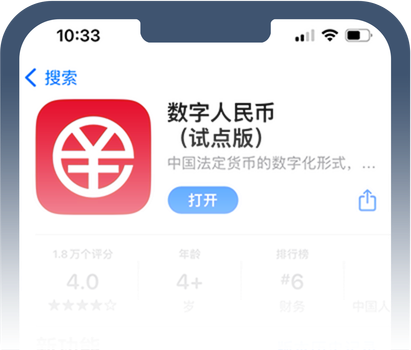 10:33
搜索
数字人民币
（试点版）
中国法定货币的数字化形式，...
打开
1.8 万个评分
年龄
排行榜
4.0
4+
#6
岁
财务
中国人